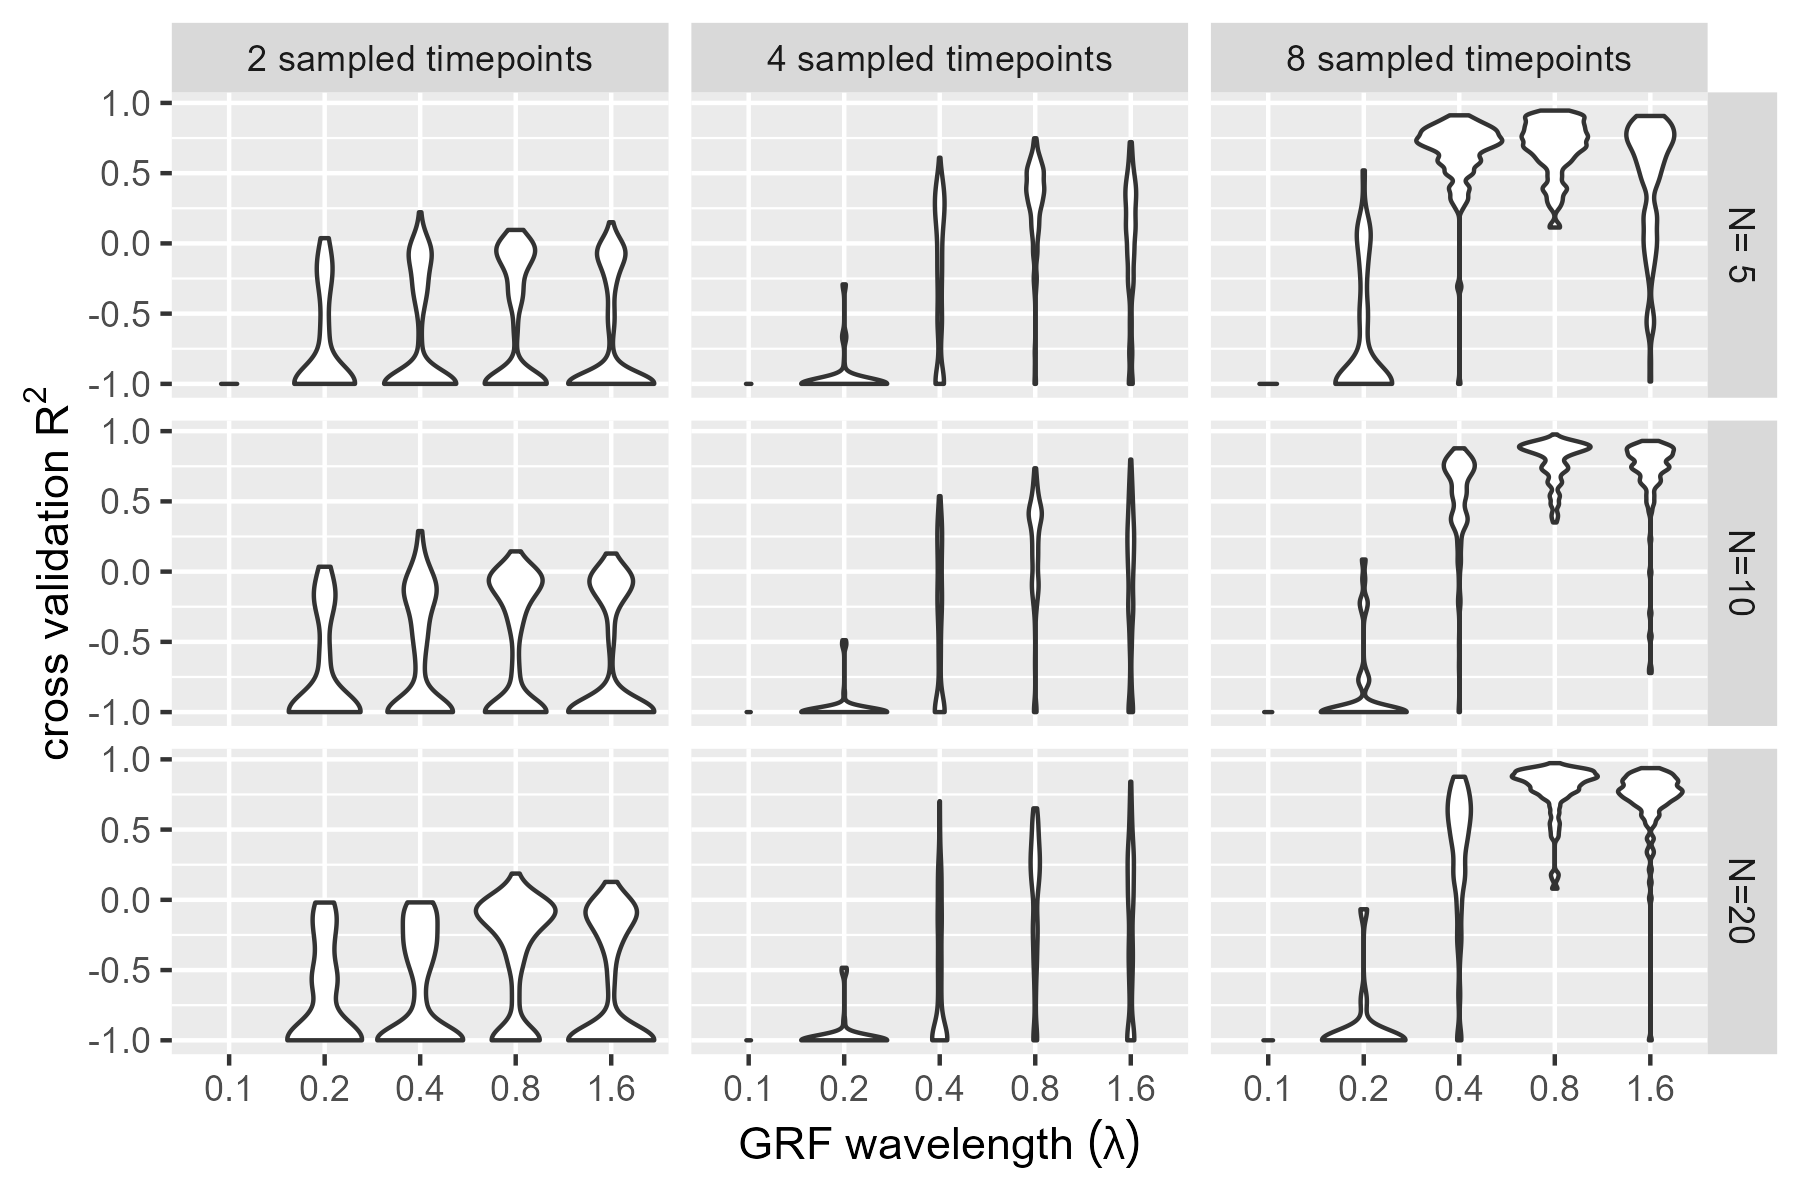 2 sampled timepoints 4 sampled timepoints 8 sampled timepoints
1.0
0.5
0.0
-0.5
-1.0
N= 5
1.0
0.5
0.0
-0.5
-1.0
N=10
1.0
0.5
0.0
-0.5
-1.0
N=20
cross validation R²
0.1 0.2 0.4 0.8 1.6 0.1 0.2 0.4 0.8 1.6 0.1 0.2 0.4 0.8 1.6
GRF wavelength (λ)